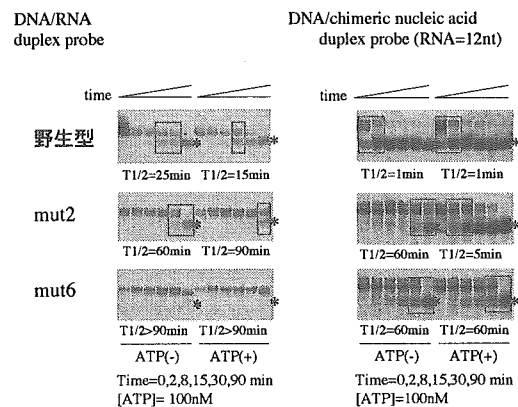 DNA/RNA
duplex probe
DNA/chimeric nucleic acid
duplex probe (RNA=12nt)
time
time
野生型
*
*
*
*
T1/2=25min T1/2=15min
T1/2=1min T1/2=1min
mut2
*
*
*
*
T1/2=60min T1/2=90min
T1/2=60min T1/2=5min
mut6
*
*
*
*
T1/2>90min T1/2>90min
T1/2=60min T1/2=60min
ATP(-) ATP(+)
ATP(-) ATP(+)
Time=0,2,8,15,30,90 min
[ATP]= 100nM
Time=0,2,8,15,30,90 min
[ATP]=100nM